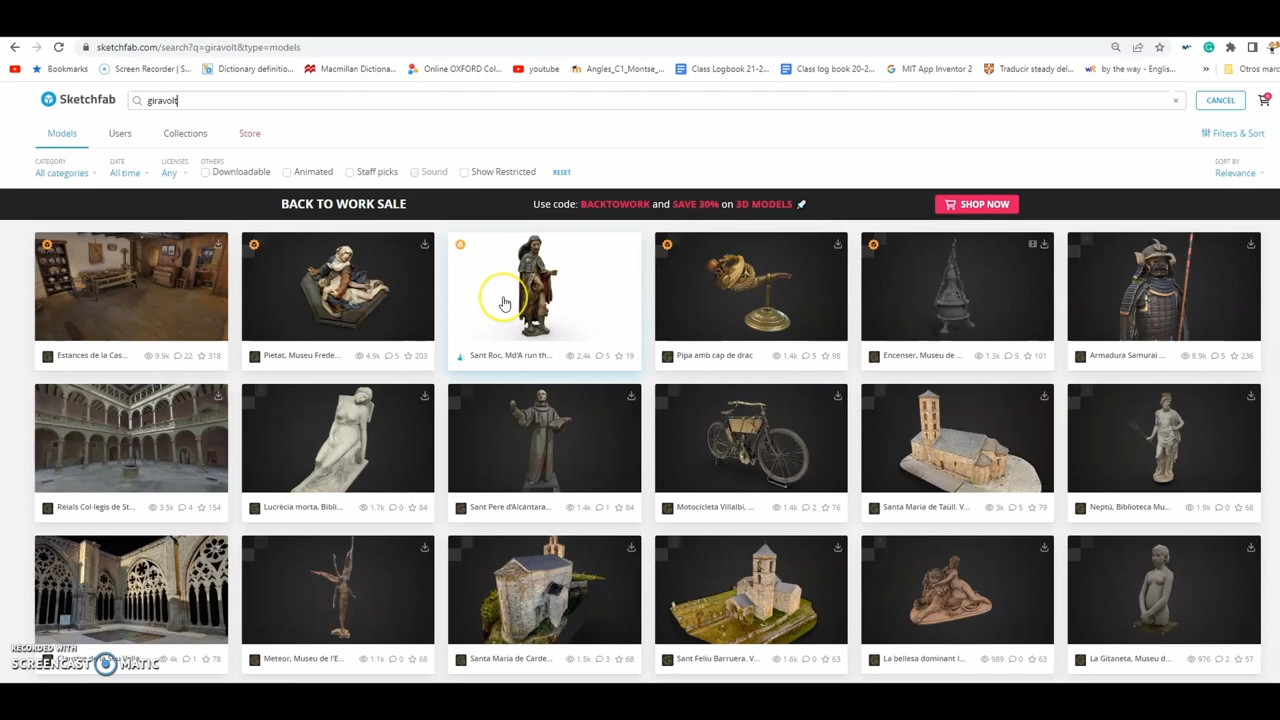 sketchfab.com/search?q=giravolt&type=models
Bookmarks Screen Recorder | S... Dictionary definitio... Macmillan Dictiona... Online OXFORD Col... youtube Angles_C1_Montse_... Class Logbook 21-2... Class log book 20-2... MIT App Inventor 2 Traducir steady del... by the way - Englis... » Otros marc
Sketchfab giravolt × CANCEL
Models Users Collections Store Filters & Sort
CATEGORY DATE LICENSES OTHERS SORT BY
All categories All time Any Downloadable Animated Staff picks Sound Show Restricted RESET Relevance
BACK TO WORK SALE Use code: BACKTOWORK and SAVE 30% on 3D MODELS 🚀 SHOP NOW
Estances de la Cas... 9.9k 22 318 Pietat, Museu Frede... 4.9k 5 203 Sant Roc, Md'A run th... 2.4k 5 19 Pipa amb cap de drac 1.4k 5 98 Encenser, Museu de ... 1.3k 5 101 Armadura Samurai ... 8.9k 5 236
Reials Col·legis de St... 3.5k 4 154 Lucrècia morta, Bibli... 1.7k 0 84 Sant Pere d'Alcántara... 1.4k 1 84 Motocicleta Villalbí, ... 1.4k 2 76 Santa Maria de Taüll. V... 3k 5 79 Neptú, Biblioteca Mu... 1.9k 0 68
4k 1 78 Meteor, Museu de l'E... 1.1k 0 68 Santa Maria de Carde... 1.5k 3 68 Sant Feliu Barruera. V... 1.6k 0 63 La bellesa dominant l... 989 0 63 La Gitaneta, Museu d... 976 2 57
RECORDED WITH
SCREENCAST MATIC